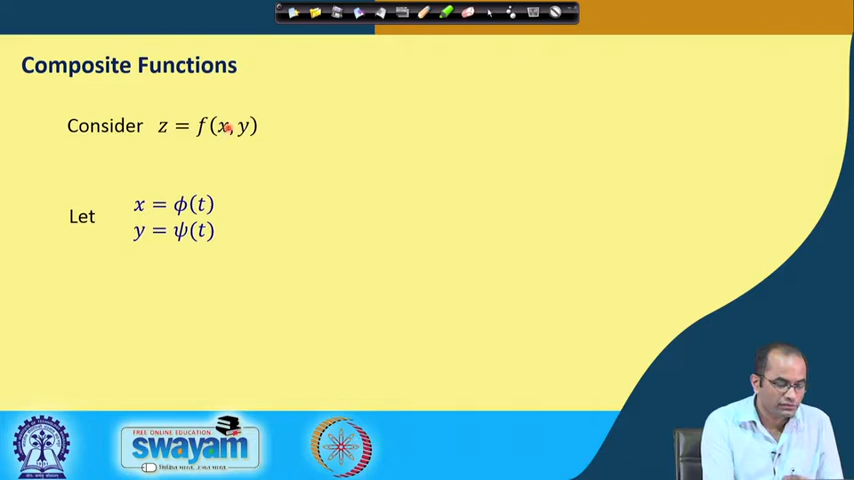 Composite Functions
Consider z = f(x, y)
Let
x = ϕ(t)
y = ψ(t)
FREE ONLINE EDUCATION
swayam